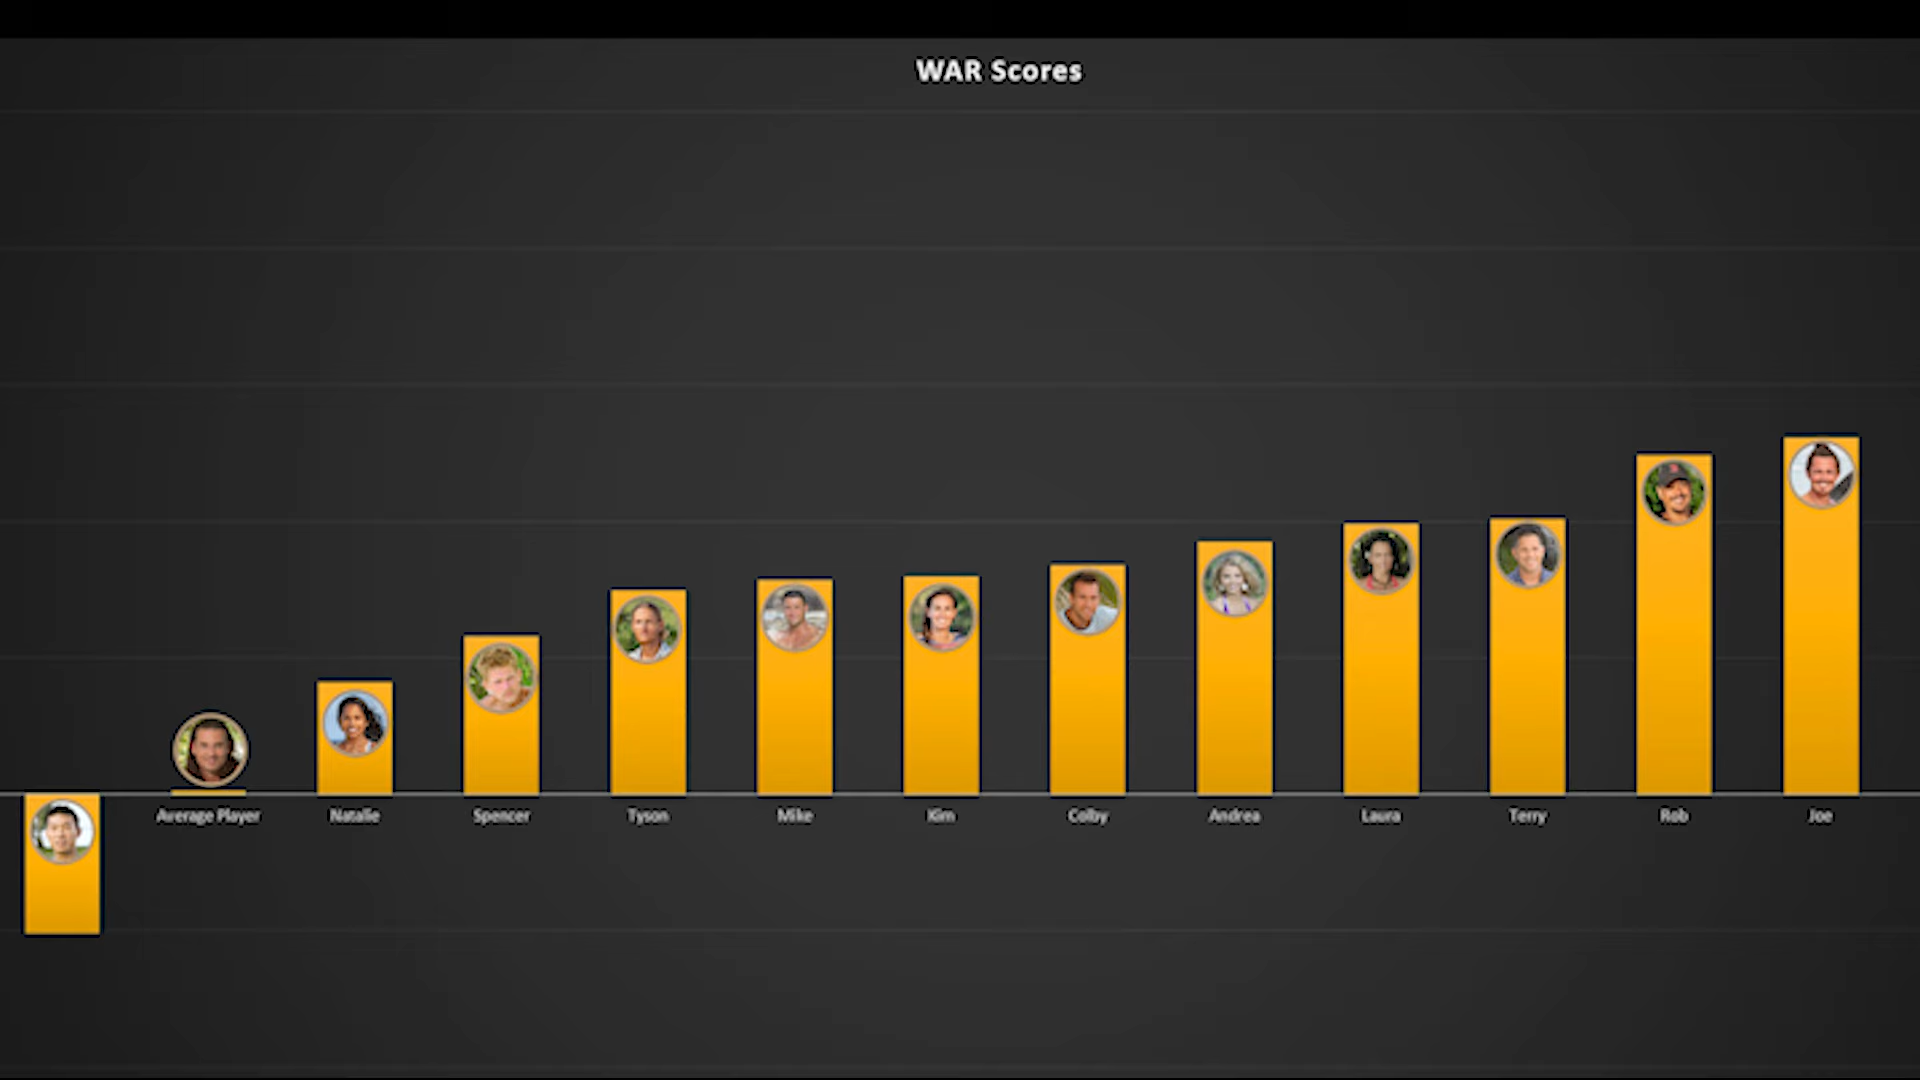 WAR Scores
Average Player
Natalie
Spencer
Tyson
Mike
Kim
Colby
Andrea
Laura
Terry
Rob
Joe